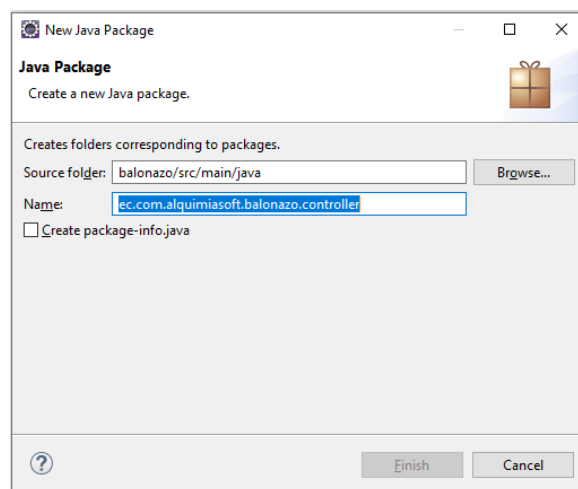 New Java Package
Java Package
Create a new Java package.
Creates folders corresponding to packages.
Source folder: balonazo/src/main/java Browse...
Name: ec.com.alquimiasoft.balonazo.controller
Create package-info.java
? Finish Cancel